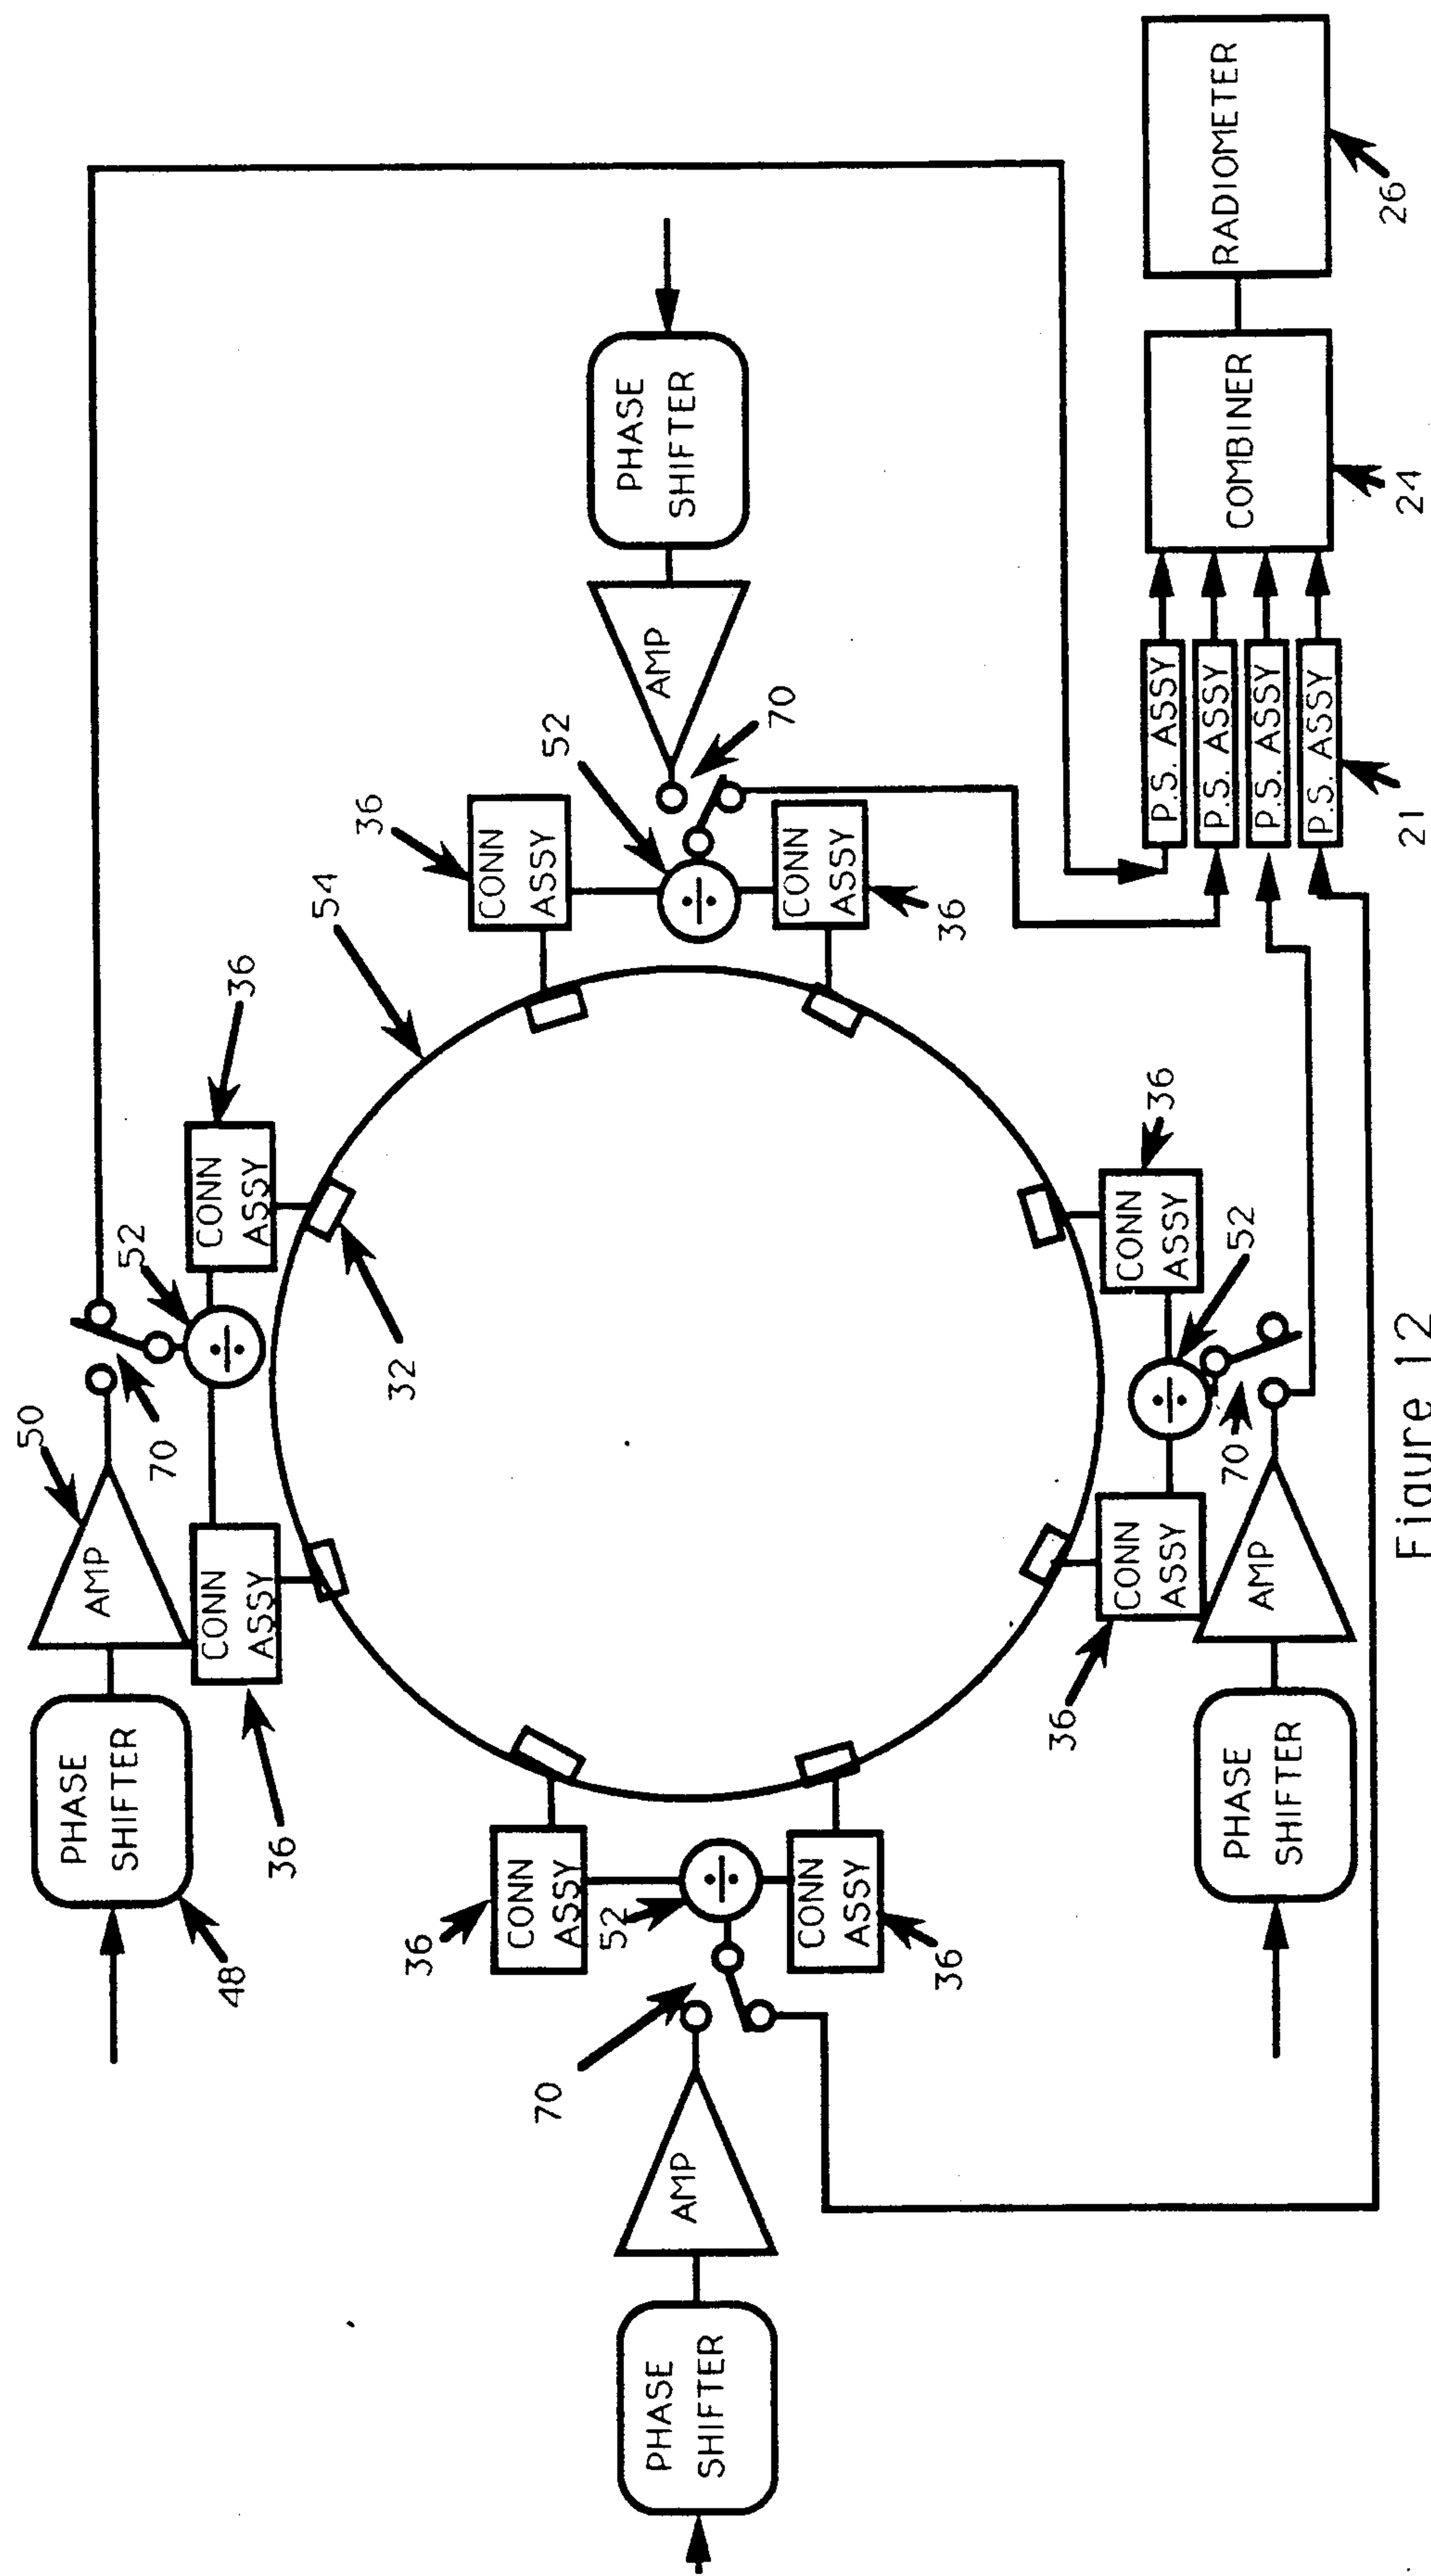 50
PHASE
SHIFTER
AMP
70
52
CONN
ASSY
CONN
ASSY
36
48
36
32
54
36
CONN
ASSY
52
PHASE
SHIFTER
AMP
70
36
CONN
ASSY
52
70
CONN
ASSY
36
AMP
PHASE
SHIFTER
CONN
ASSY
36
CONN
ASSY
36
CONN
ASSY
36
CONN
ASSY
36
52
70
PHASE
SHIFTER
AMP
P.S. ASSY
P.S. ASSY
P.S. ASSY
P.S. ASSY
21
COMBINER
24
RADIOMETER
26
Figure 12